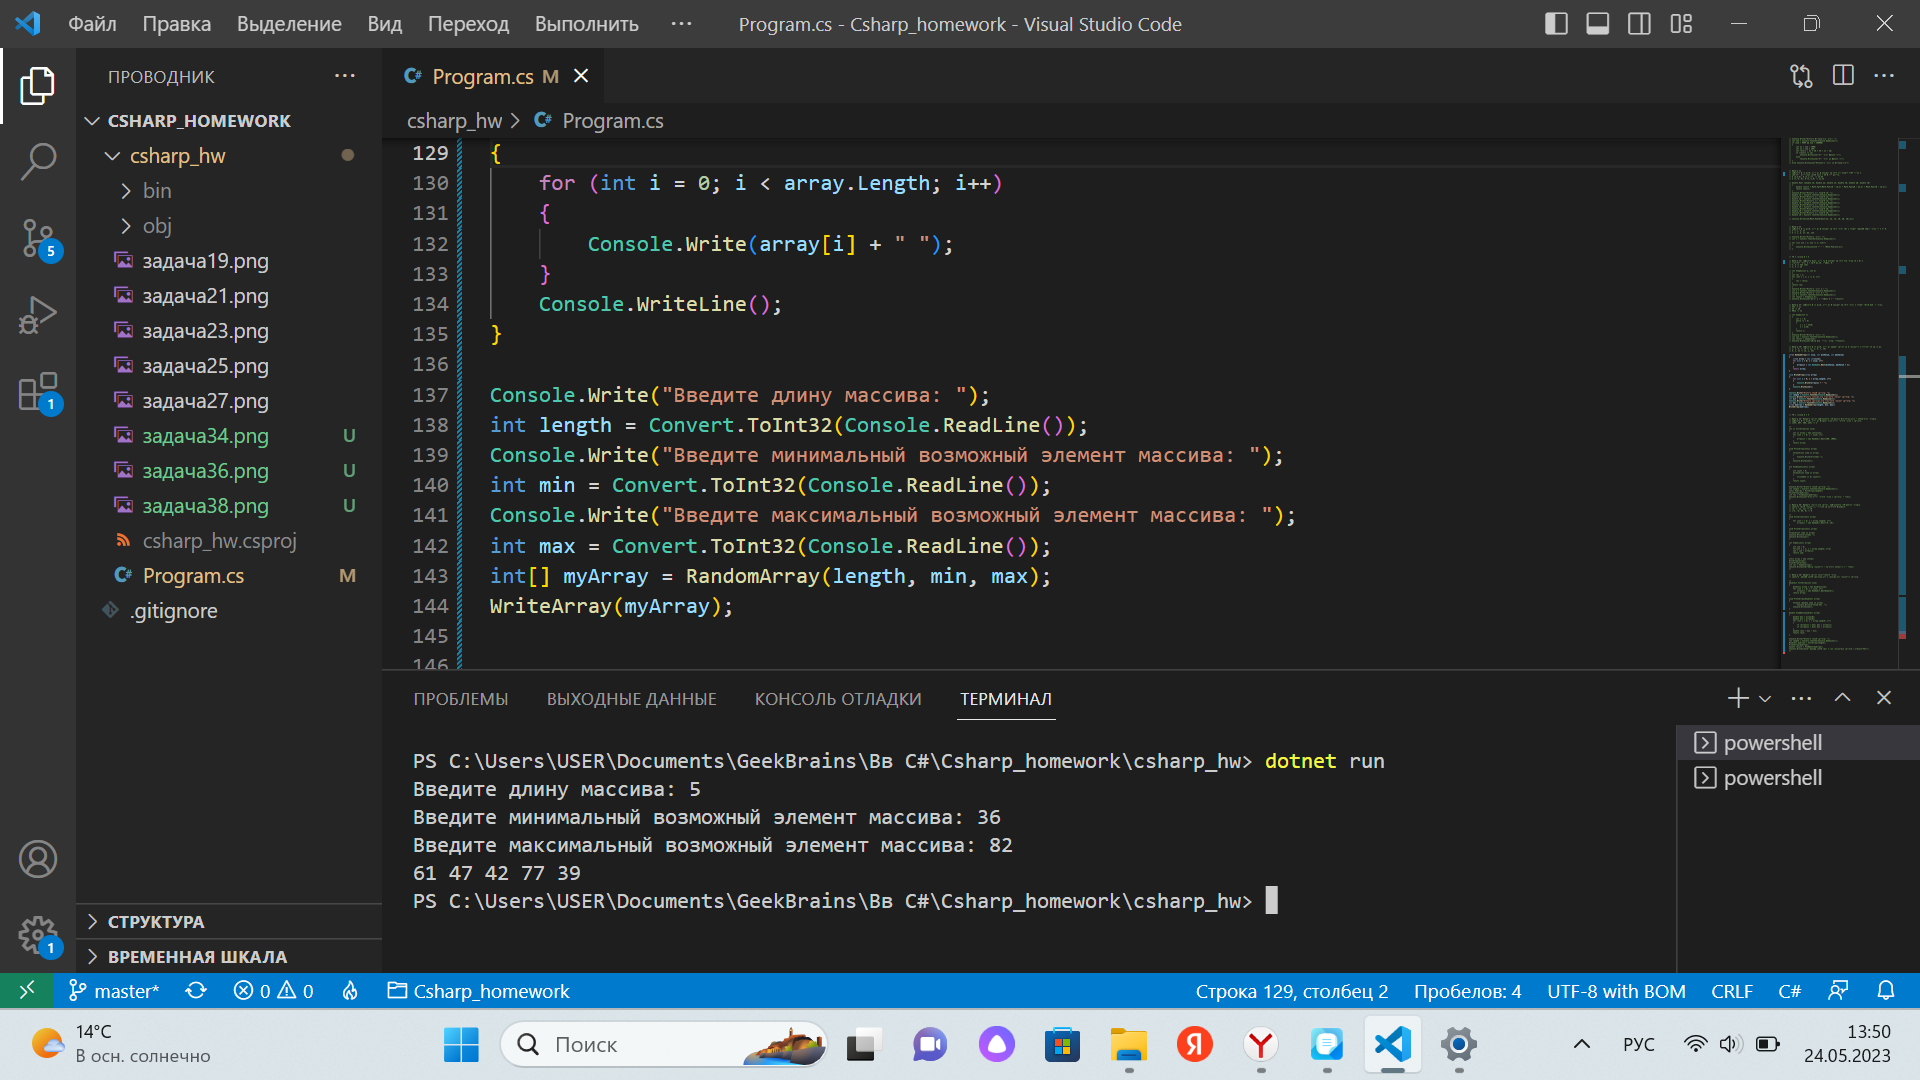 Файл Правка Выделение Вид Переход Выполнить ··· Program.cs - Csharp_homework - Visual Studio Code
ПРОВОДНИК ···
CSHARP_HOMEWORK
csharp_hw
bin
obj
задача19.png
задача21.png
задача23.png
задача25.png
задача27.png
задача34.png U
задача36.png U
задача38.png U
csharp_hw.csproj
Program.cs M
.gitignore
СТРУКТУРА
ВРЕМЕННАЯ ШКАЛА
5
1
1
Program.cs M
csharp_hw > Program.cs
129 {
130 for (int i = 0; i < array.Length; i++)
131 {
132 Console.Write(array[i] + " ");
133 }
134 Console.WriteLine();
135 }
136
137 Console.Write("Введите длину массива: ");
138 int length = Convert.ToInt32(Console.ReadLine());
139 Console.Write("Введите минимальный возможный элемент массива: ");
140 int min = Convert.ToInt32(Console.ReadLine());
141 Console.Write("Введите максимальный возможный элемент массива: ");
142 int max = Convert.ToInt32(Console.ReadLine());
143 int[] myArray = RandomArray(length, min, max);
144 WriteArray(myArray);
145
146
ПРОБЛЕМЫ ВЫХОДНЫЕ ДАННЫЕ КОНСОЛЬ ОТЛАДКИ ТЕРМИНАЛ
PS C:\Users\USER\Documents\GeekBrains\Вв C#\Csharp_homework\csharp_hw> dotnet run
Введите длину массива: 5
Введите минимальный возможный элемент массива: 36
Введите максимальный возможный элемент массива: 82
61 47 42 77 39
PS C:\Users\USER\Documents\GeekBrains\Вв C#\Csharp_homework\csharp_hw>
powershell
powershell
master* 0 0 Csharp_homework Строка 129, столбец 2 Пробелов: 4 UTF-8 with BOM CRLF C#
14°C
В осн. солнечно
Поиск
РУС
13:50
24.05.2023